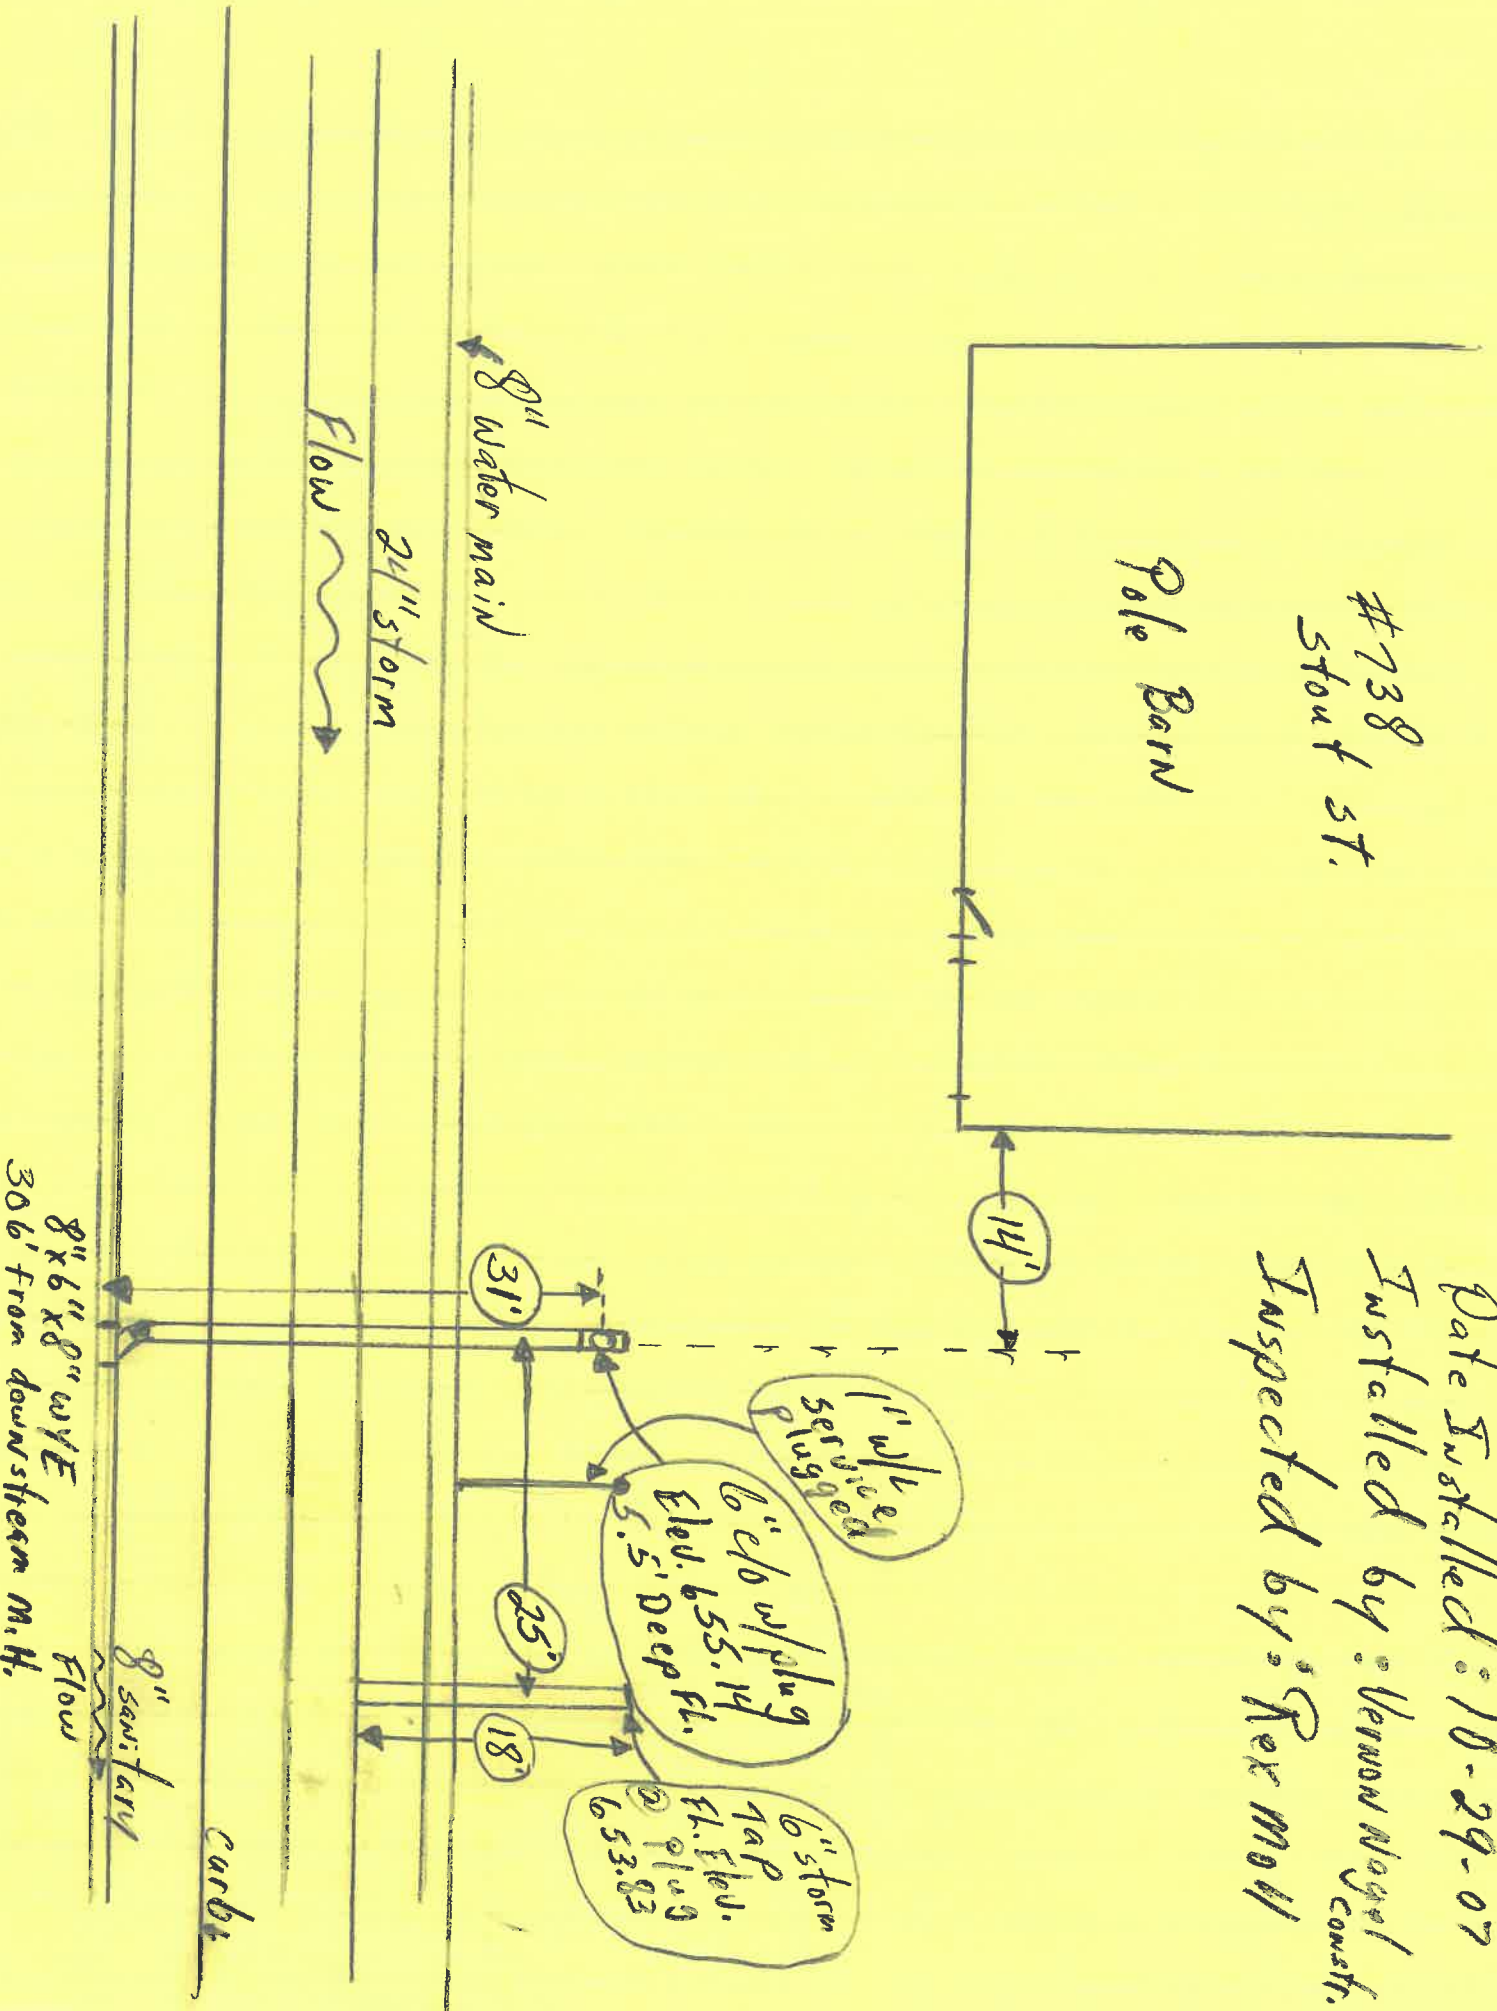 Date Installed: 10-29-07
Installed by: Vernon Nagel constr.
Inspected by: Rex Moll
#738
Stout St.
Pole Barn
14'
1" w/L
service
plugged
6" c/o w/plug
Elev. 655.14
5.5' Deep FL.
6" storm
Tap
FL. Elev.
@ plug
653.83
8" water main
31'
25'
18'
24" storm
Flow
Curb
8" sanitary
Flow
8"x6"x8" WYE
306' from downstream M.H.